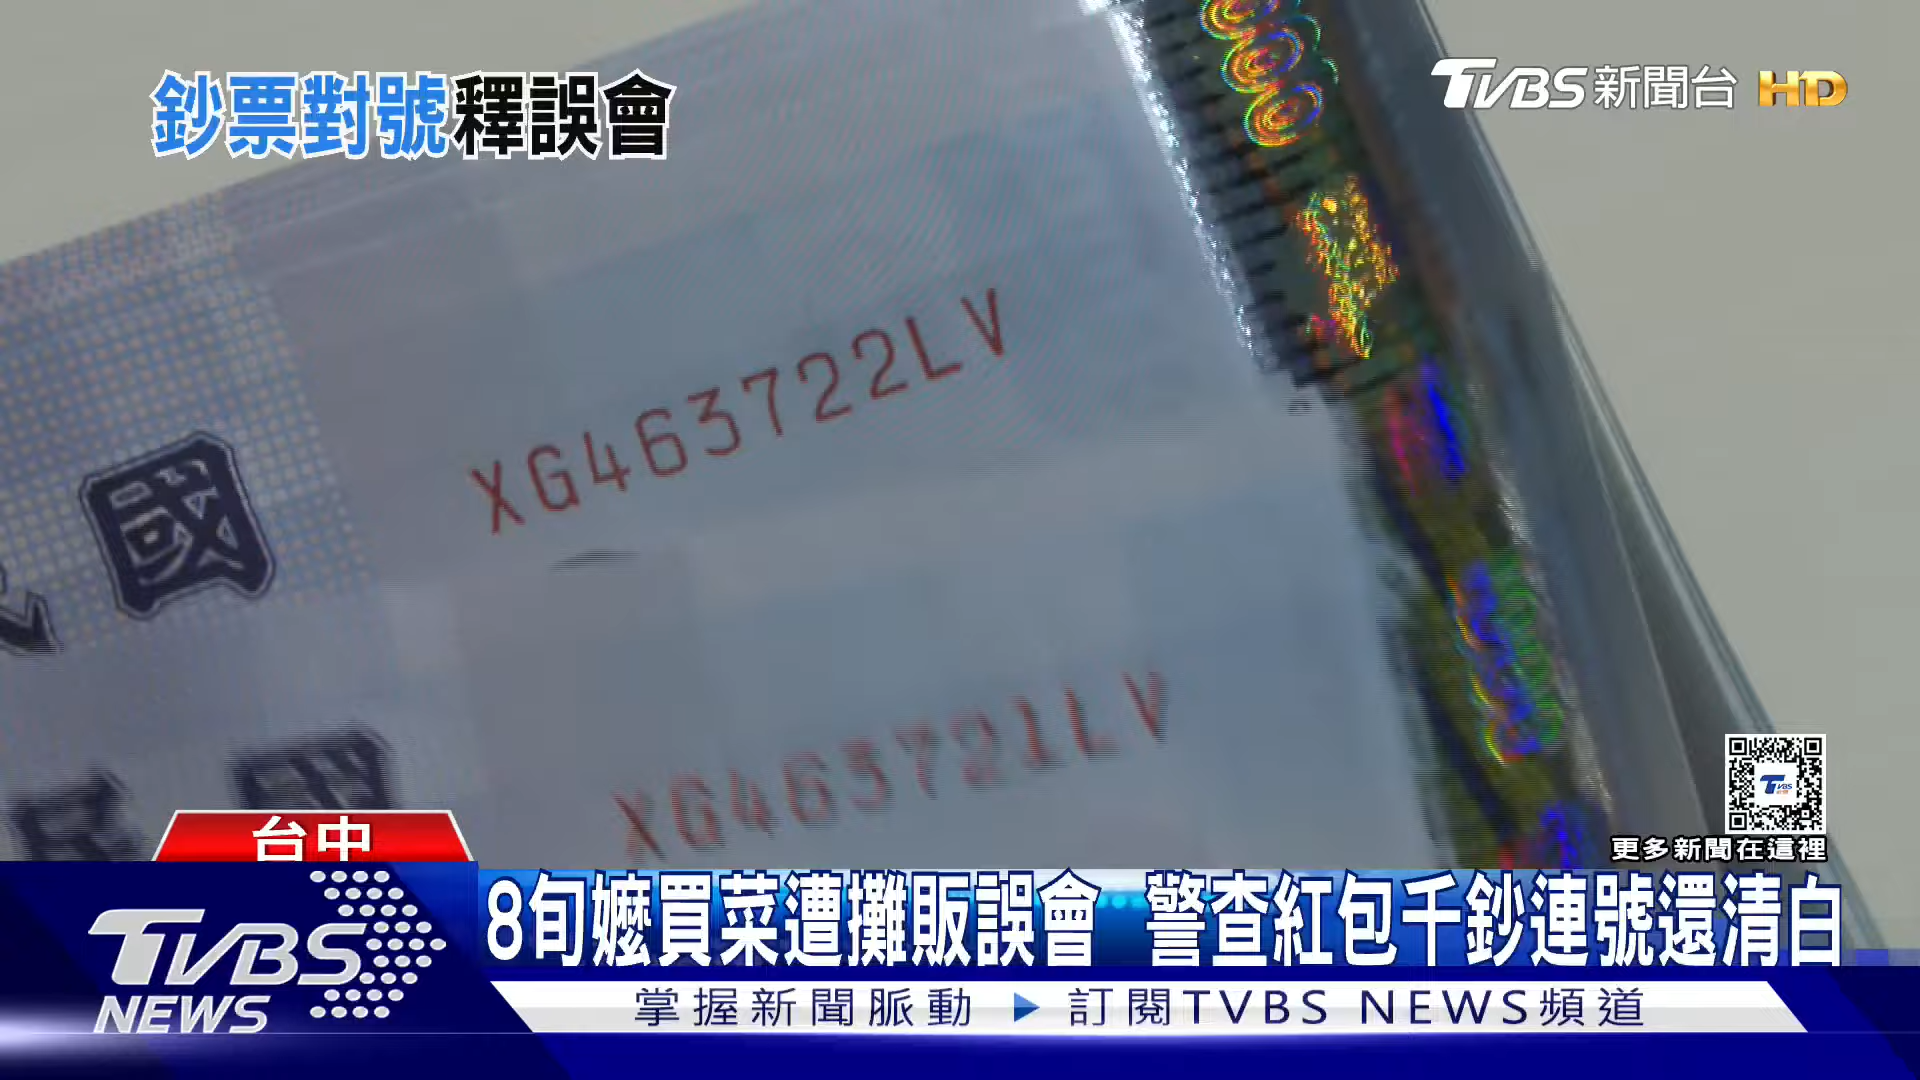 鈔票對號釋誤會
TVBS新聞台 HD
XG463722LV
國
XG463721LV
更多新聞在這裡
台中
8旬嬤買菜遭攤販誤會 警查紅包千鈔連號還清白
TVBS
NEWS
掌握新聞脈動 ▶ 訂閱TVBS NEWS頻道